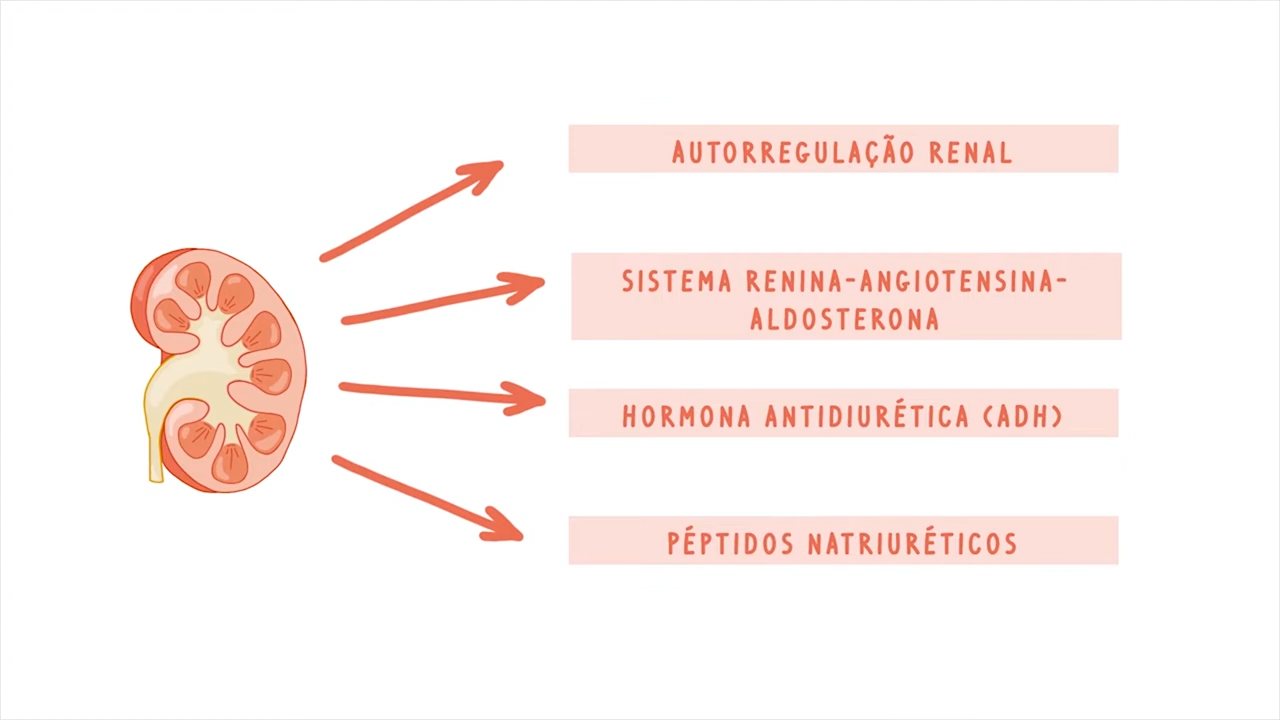 AUTORREGULAÇÃO RENAL
SISTEMA RENINA-ANGIOTENSINA-
ALDOSTERONA
HORMONA ANTIDIURÉTICA (ADH)
PÉPTIDOS NATRIURÉTICOS